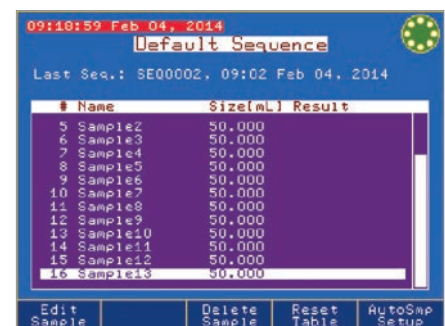 09:18:59 Feb 04, 2014
Default Sequence
Last Seq.: SEQ0002, 09:02 Feb 04, 2014
# Name Size[mL] Result
5 Sample2 50.000
6 Sample3 50.000
7 Sample4 50.000
8 Sample5 50.000
9 Sample6 50.000
10 Sample7 50.000
11 Sample8 50.000
12 Sample9 50.000
13 Sample10 50.000
14 Sample11 50.000
15 Sample12 50.000
16 Sample13 50.000
Edit Sample
Delete Sample
Reset Table
AutoSmp Setup